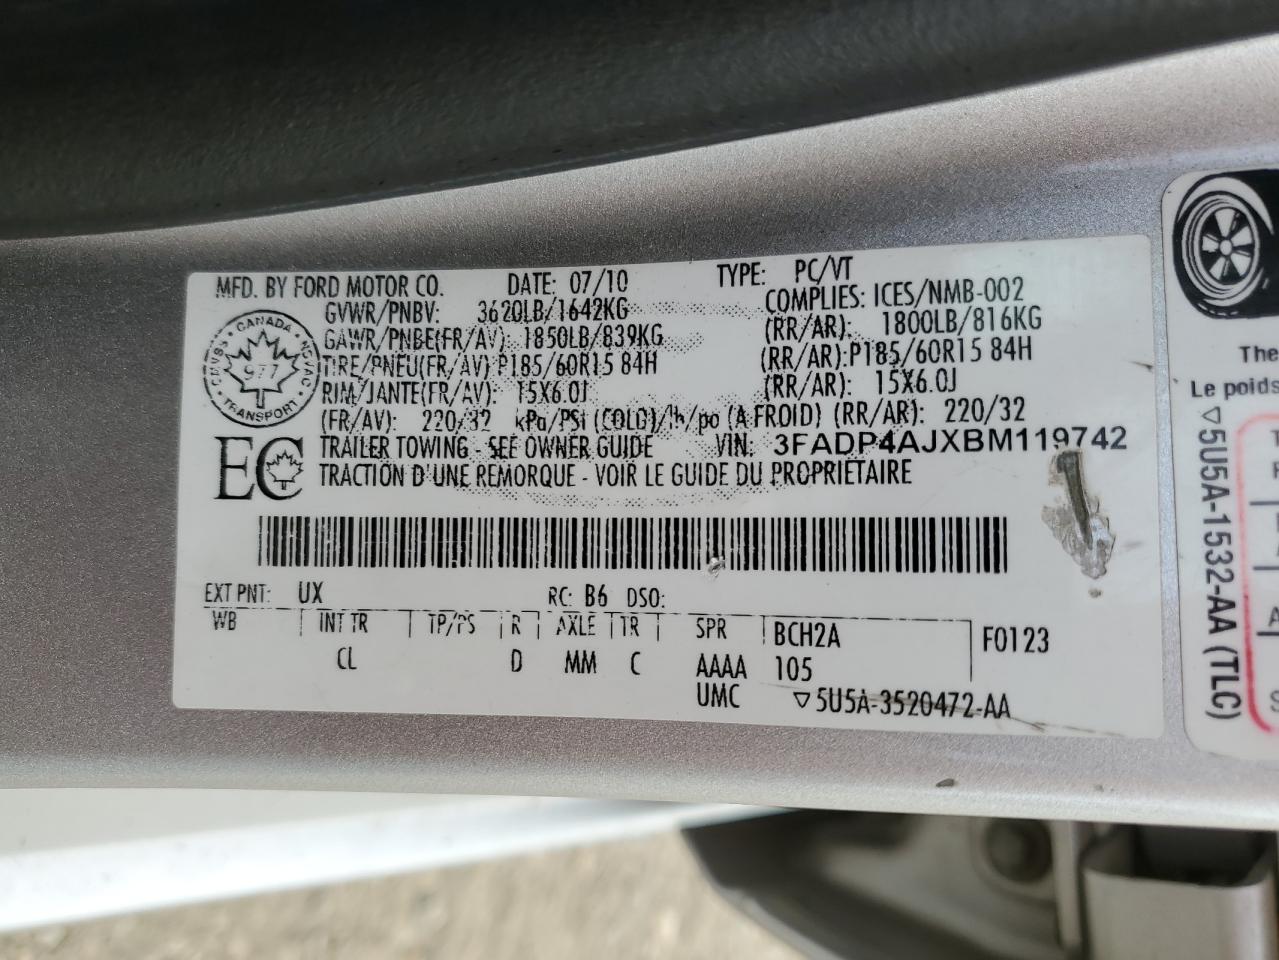 MFD. BY FORD MOTOR CO. DATE: 07/10 TYPE: PC/VT
GVWR/PNBV: 3620LB/1642KG COMPLIES: ICES/NMB-002
GAWR/PNBE(FR/AV): 1850LB/839KG (RR/AR): 1800LB/816KG
TIRE/PNEU(FR/AV) P185/60R15 84H (RR/AR):P185/60R15 84H
RIM/JANTE(FR/AV): 15X6.0J (RR/AR): 15X6.0J
(FR/AV): 220/32 kPa/PSI (COLD)/lb/po (A FROID) (RR/AR): 220/32
TRAILER TOWING - SEE OWNER GUIDE VIN: 3FADP4AJXBM119742
TRACTION D'UNE REMORQUE - VOIR LE GUIDE DU PROPRIÉTAIRE
CMVSS • CANADA • NSVAC
977
• TRANSPORT •
EC
EXT PNT: UX RC: B6 DSO:
WB INT TR TP/PS R AXLE TR SPR BCH2A F0123
CL D MM C AAAA 105
UMC ▽5U5A-3520472-AA
The
Le poids
▽5U5A-1532-AA (TLC)